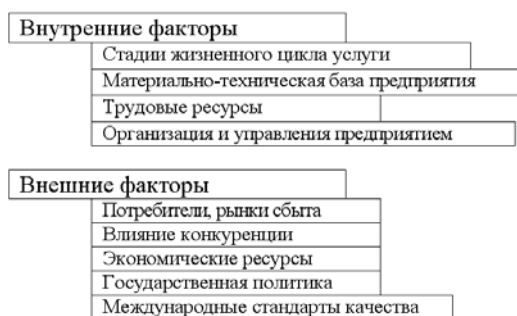 Внутренние факторы
Стадии жизненного цикла услуги
Материально-техническая база предприятия
Трудовые ресурсы
Организация и управления предприятием
Внешние факторы
Потребители, рынки сбыта
Влияние конкуренции
Экономические ресурсы
Государственная политика
Международные стандарты качества